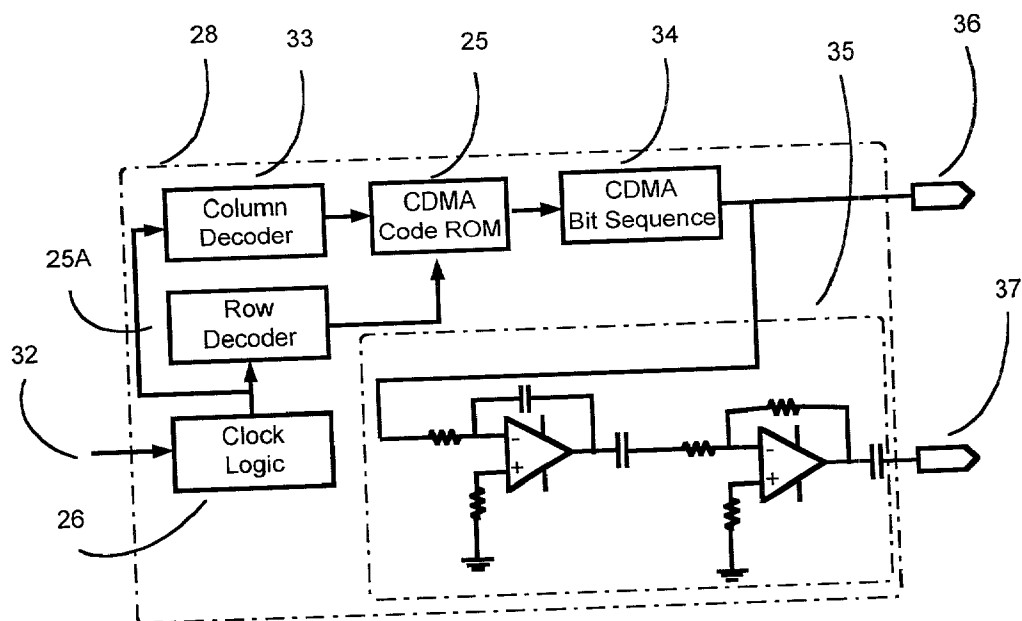 28
33
25
34
35
36
Column
Decoder
CDMA
Code ROM
CDMA
Bit Sequence
25A
Row
Decoder
37
32
Clock
Logic
-
+
-
+
26